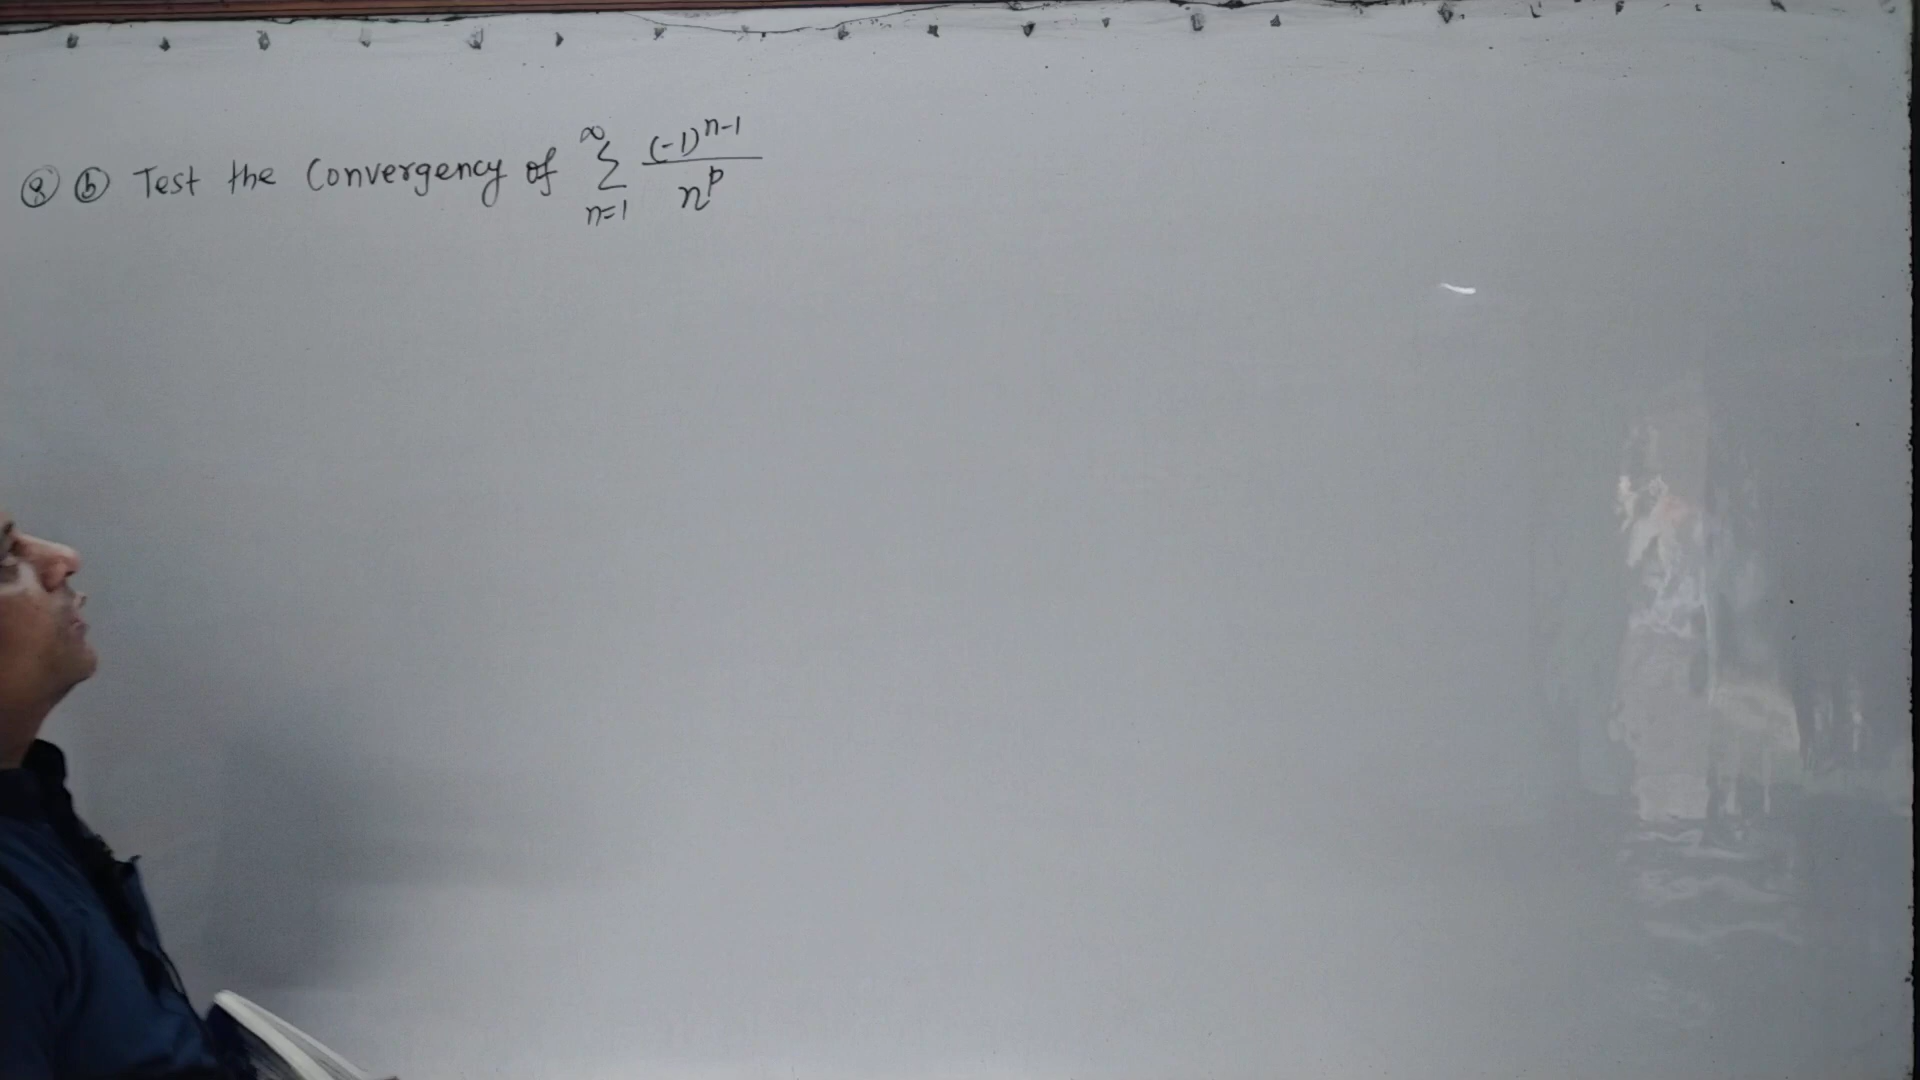 ⑧ ⓑ Test the Convergency of ∞∑n=1 (-1)^(n-1) / n^p